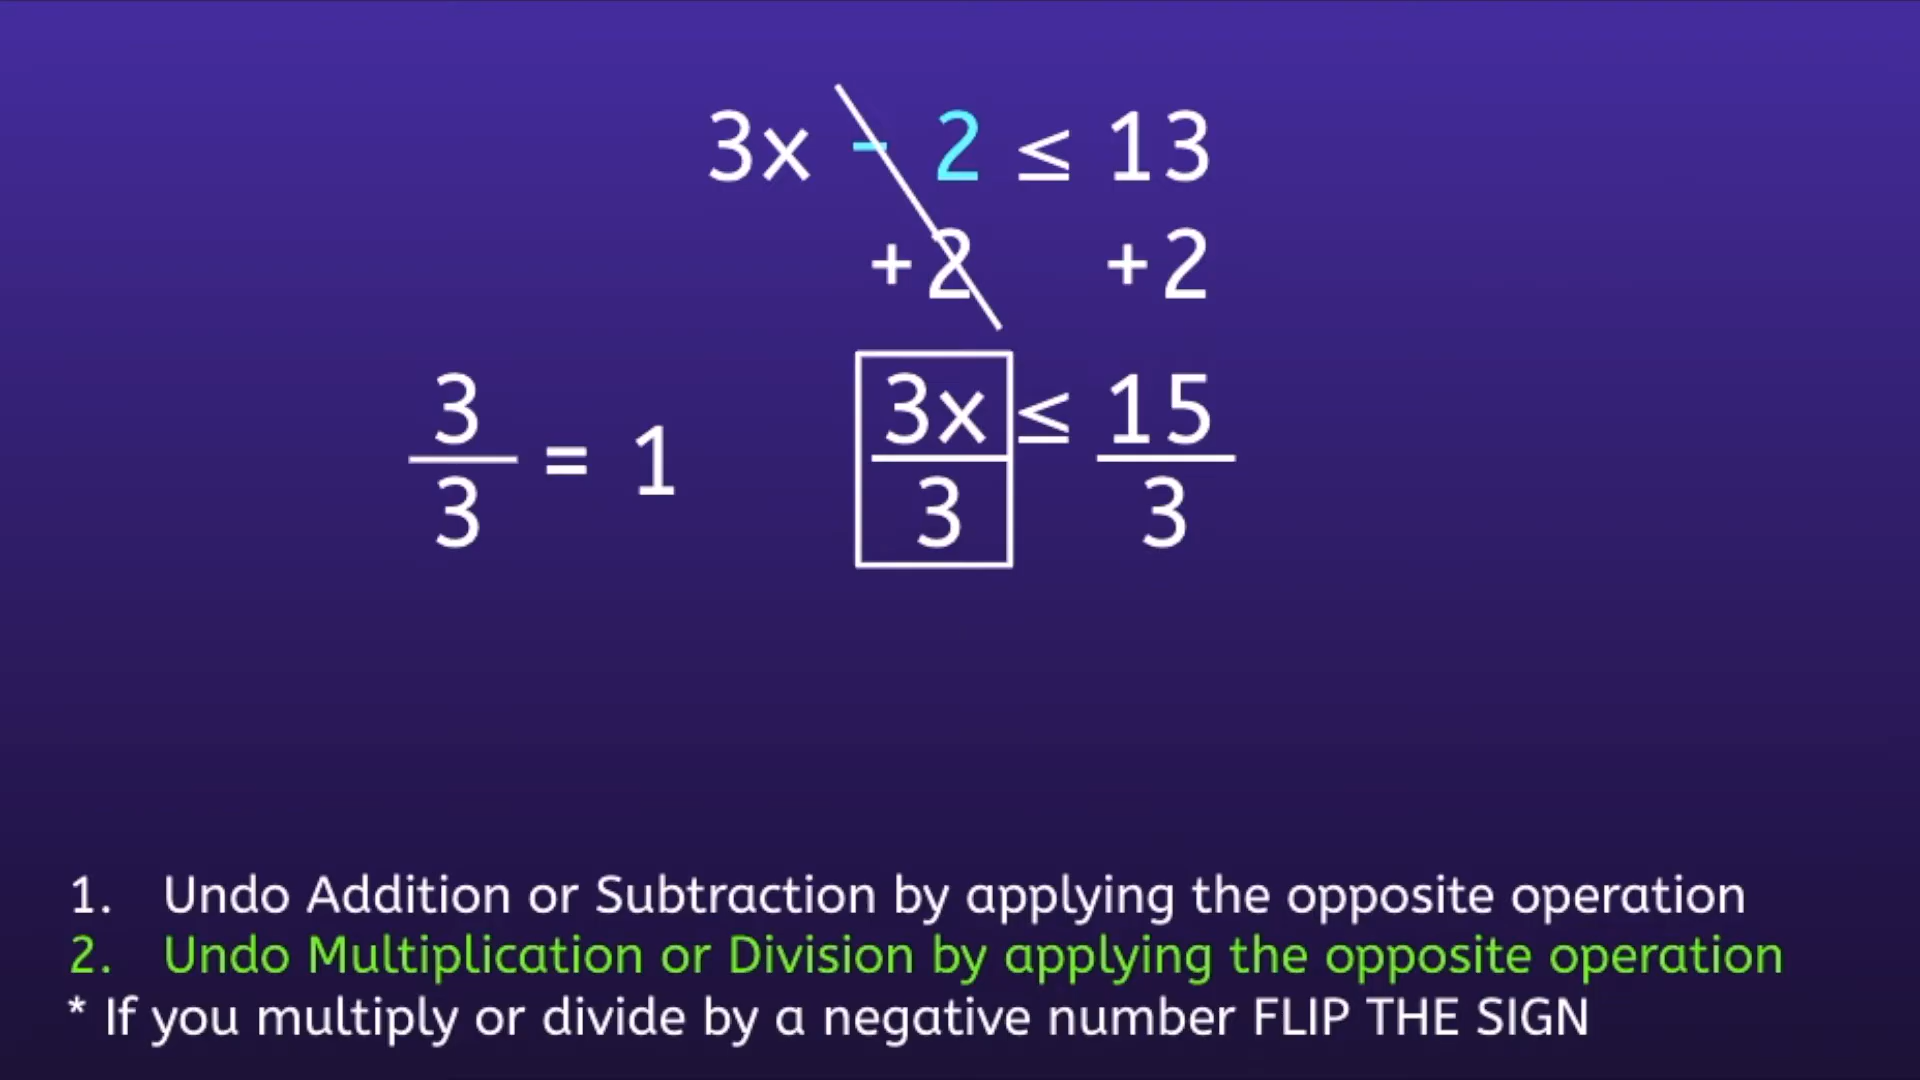 3x - 2 ≤ 13
+2 +2
3/3 = 1
3x/3 ≤ 15/3
1. Undo Addition or Subtraction by applying the opposite operation
2. Undo Multiplication or Division by applying the opposite operation
* If you multiply or divide by a negative number FLIP THE SIGN